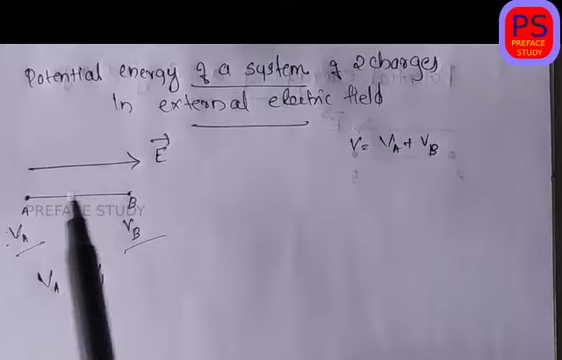 PS
PREFACE
STUDY
Potential energy of a system of 2 charges
In external electric field
E
V = VA + VB
A B
PREFACE STUDY
VA VB
VA